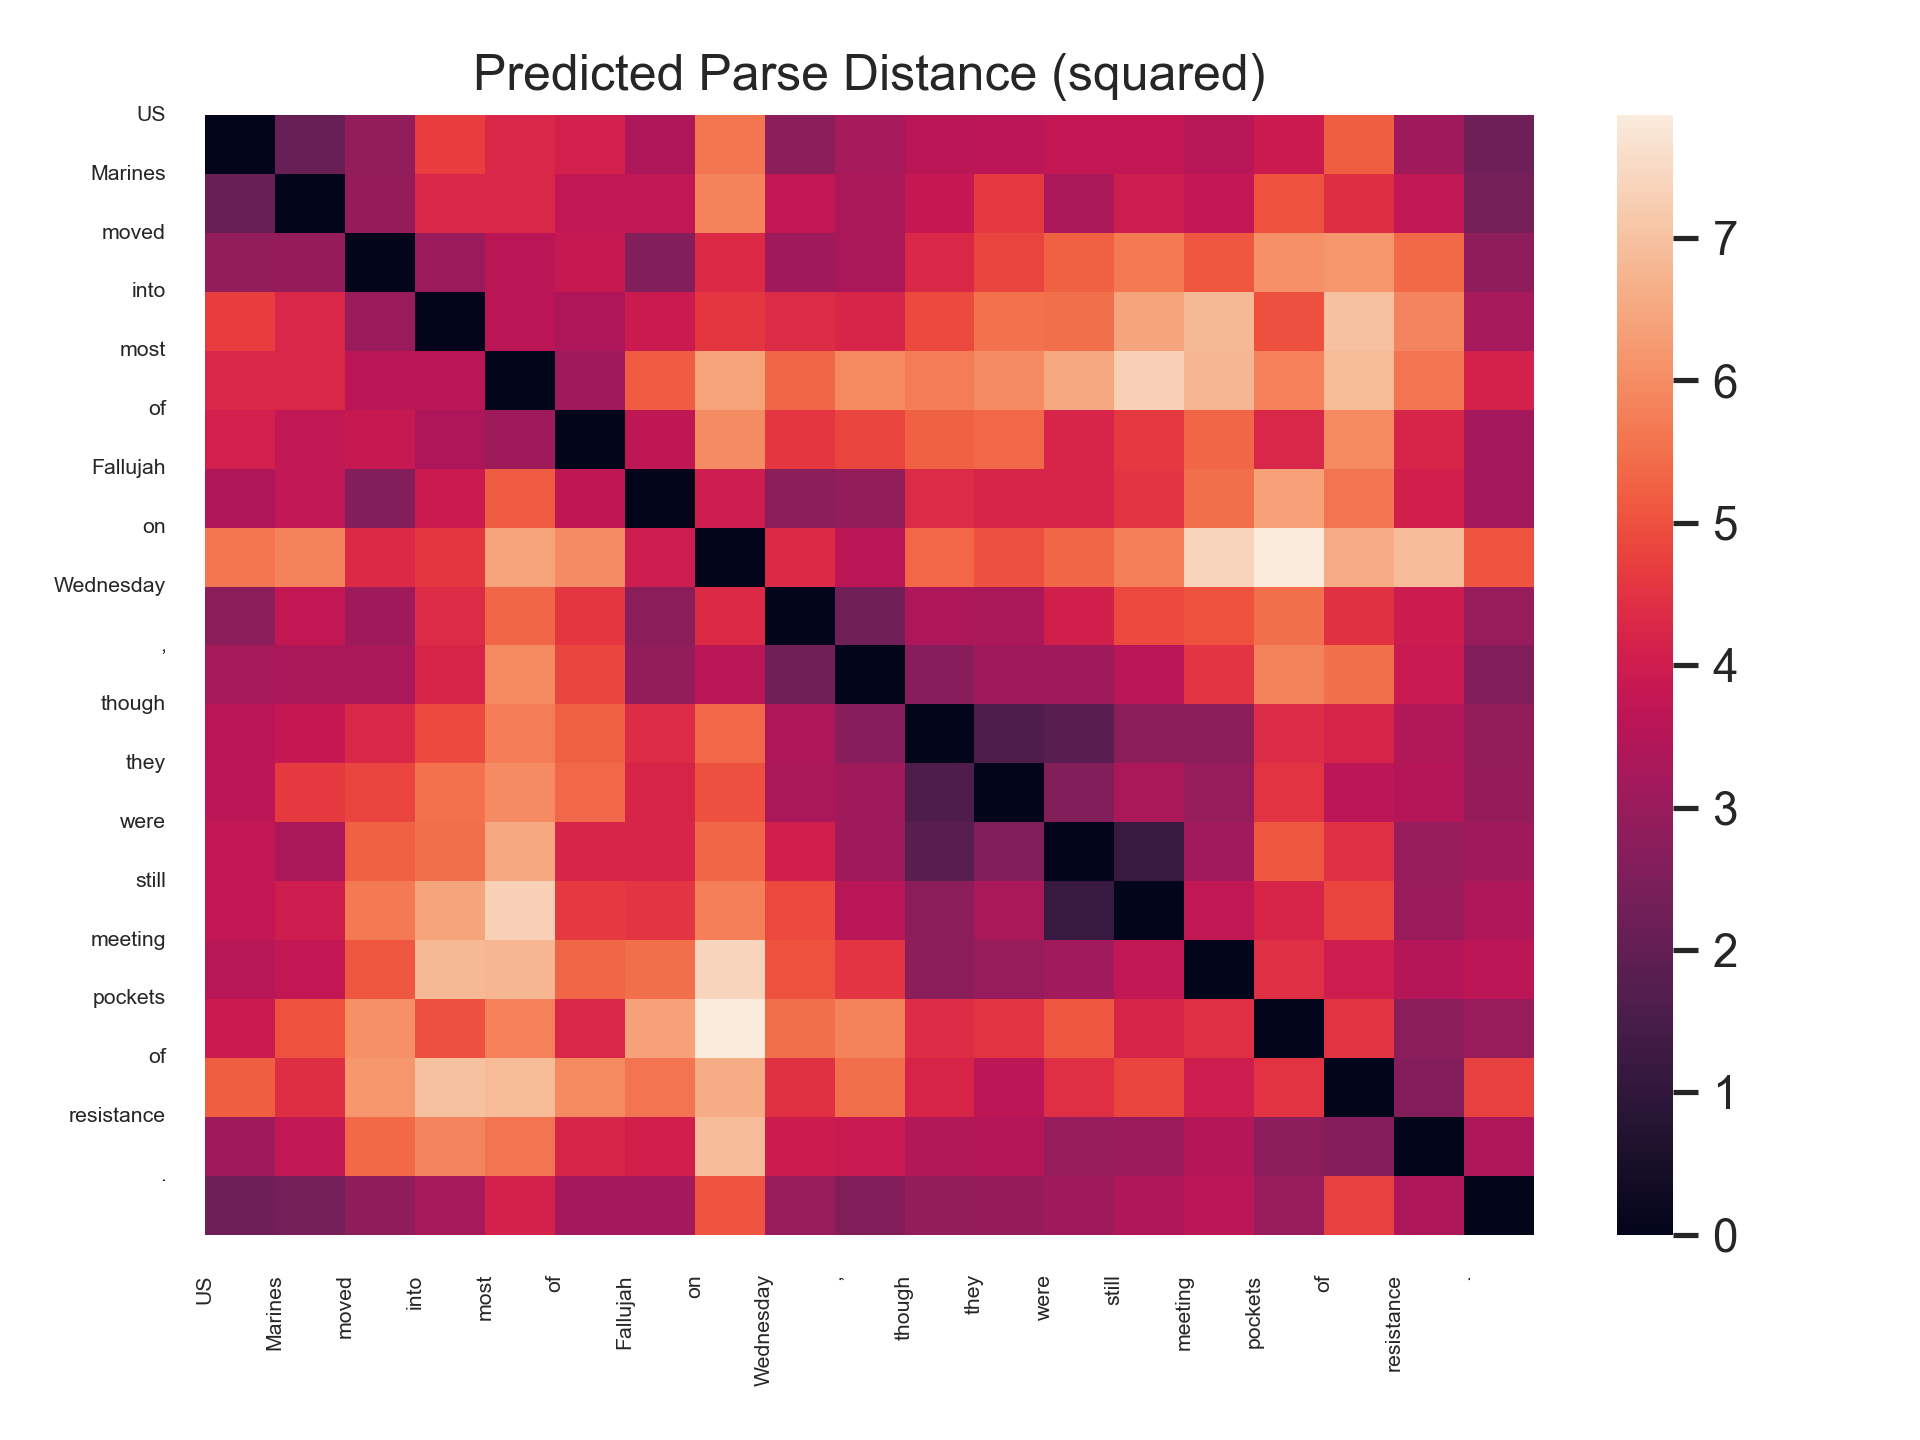 Predicted Parse Distance (squared)
US
Marines
moved
into
most
of
Fallujah
on
Wednesday
,
though
they
were
still
meeting
pockets
of
resistance
.
7
6
5
4
3
2
1
0
US
Marines
moved
into
most
of
Fallujah
on
Wednesday
,
though
they
were
still
meeting
pockets
of
resistance
.